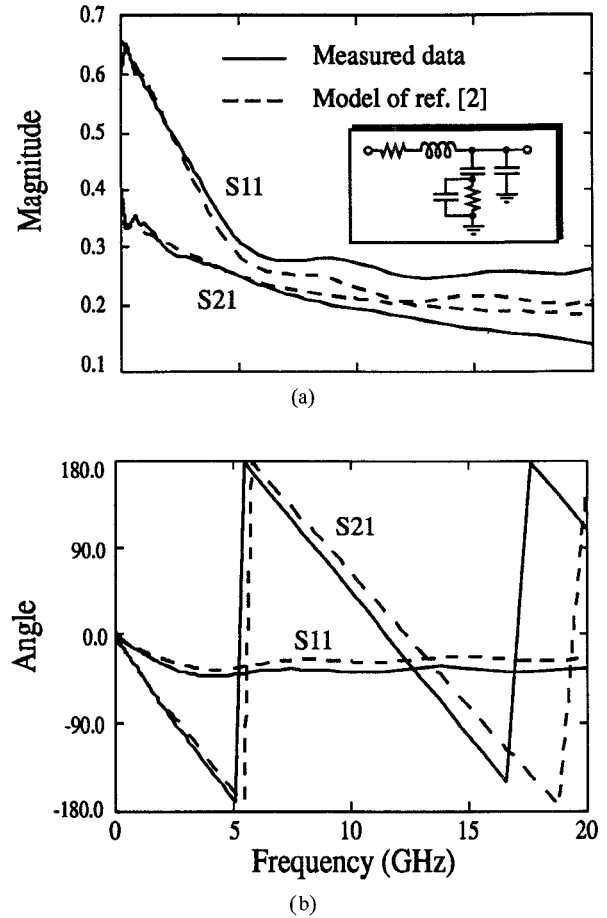 0.7
0.6
0.5
0.4
0.3
0.2
0.1
Magnitude
Measured data
Model of ref. [2]
S11
S21
(a)
180.0
90.0
0.0
-90.0
-180.0
Angle
S21
S11
0
5
10
15
20
Frequency (GHz)
(b)